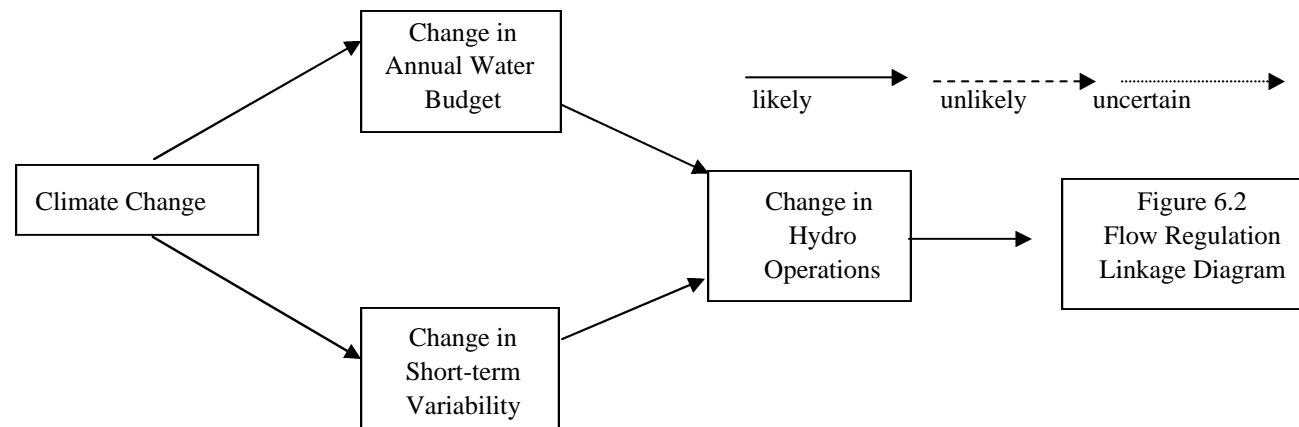 Change in
Annual Water
Budget
likely
unlikely
uncertain
Climate Change
Change in
Hydro
Operations
Figure 6.2
Flow Regulation
Linkage Diagram
Change in
Short-term
Variability